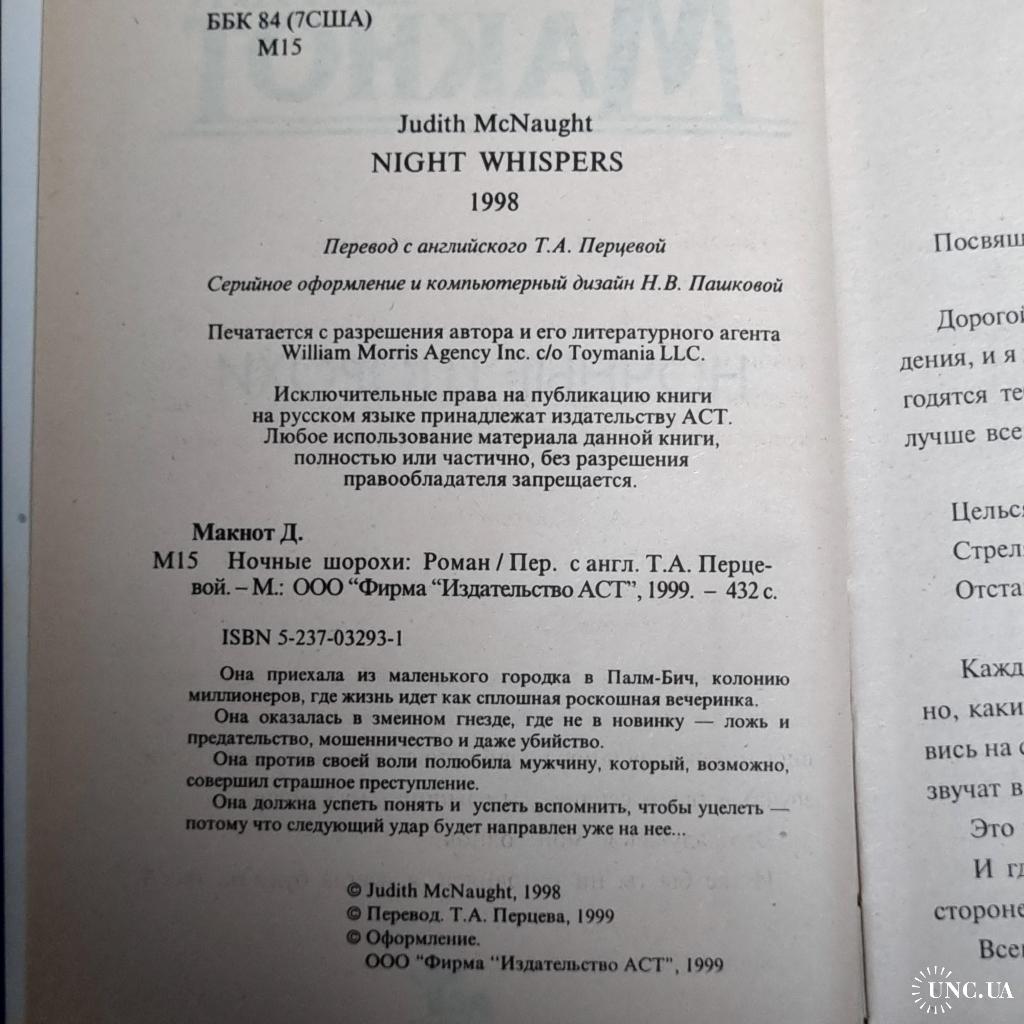 ББК 84 (7США)
М15
МАКНОТ
Judith McNaught
NIGHT WHISPERS
1998
Перевод с английского Т.А. Перцевой
Серийное оформление и компьютерный дизайн Н.В. Пашковой
Печатается с разрешения автора и его литературного агента
William Morris Agency Inc. c/o Toymania LLC.
Исключительные права на публикацию книги
на русском языке принадлежат издательству АСТ.
Любое использование материала данной книги,
полностью или частично, без разрешения
правообладателя запрещается.
Макнот Д.
М15 Ночные шорохи: Роман / Пер. с англ. Т.А. Перце-
вой. – М.: ООО "Фирма "Издательство АСТ", 1999. – 432 с.
ISBN 5-237-03293-1
Она приехала из маленького городка в Палм-Бич, колонию
миллионеров, где жизнь идет как сплошная роскошная вечеринка.
Она оказалась в змеином гнезде, где не в новинку — ложь и
предательство, мошенничество и даже убийство.
Она против своей воли полюбила мужчину, который, возможно,
совершил страшное преступление.
Она должна успеть понять и успеть вспомнить, чтобы уцелеть —
потому что следующий удар будет направлен уже на нее...
© Judith McNaught, 1998
© Перевод. Т.А. Перцева, 1999
© Оформление.
ООО "Фирма "Издательство АСТ", 1999
Посвящ
Дорогой
дения, и я
годятся те
лучше все
Целься
Стрел
Отста
Кажд
но, каки
вись на с
звучат в
Это
И гд
стороне
Всег
UNC.UA